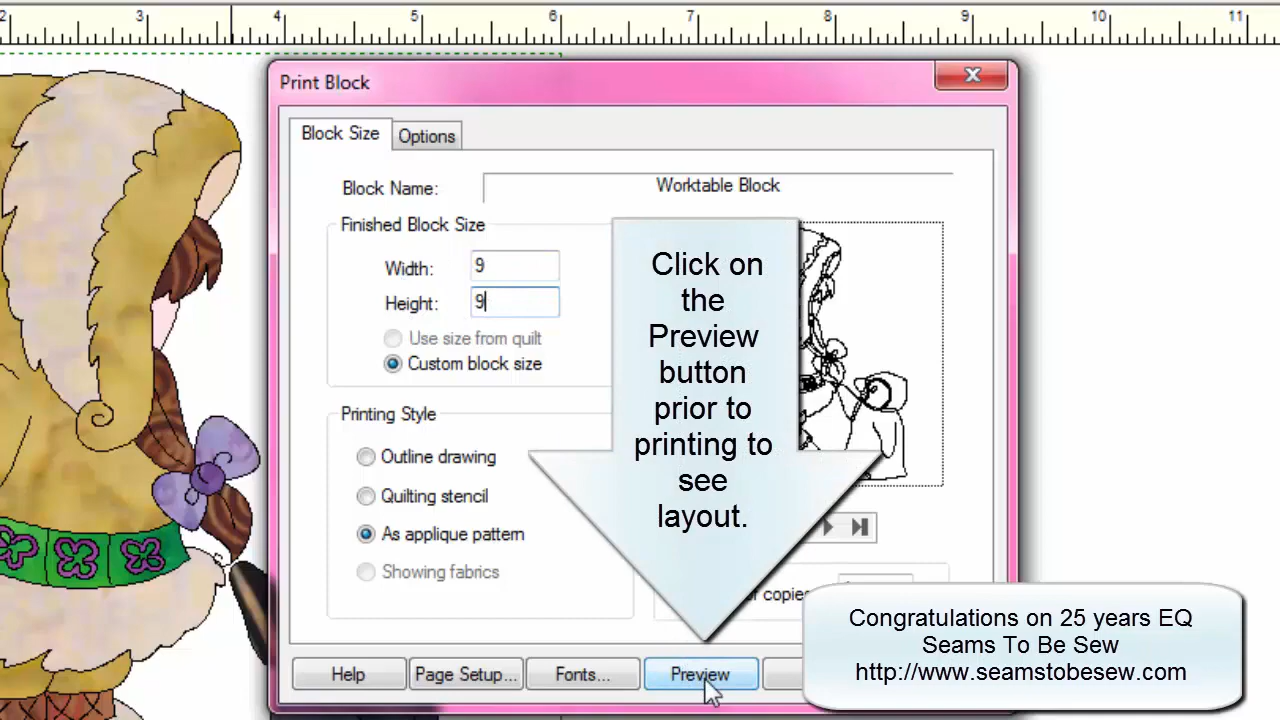 3 4 5 6 7 8 9 10 11
Print Block
Block Size Options
Block Name: Worktable Block
Finished Block Size
Width: 9
Height: 9
Use size from quilt
Custom block size
Printing Style
Outline drawing
Quilting stencil
As applique pattern
Showing fabrics
Click on
the
Preview
button
prior to
printing to
see
layout.
Help Page Setup... Fonts... Preview
Congratulations on 25 years EQ
Seams To Be Sew
http://www.seamstobesew.com